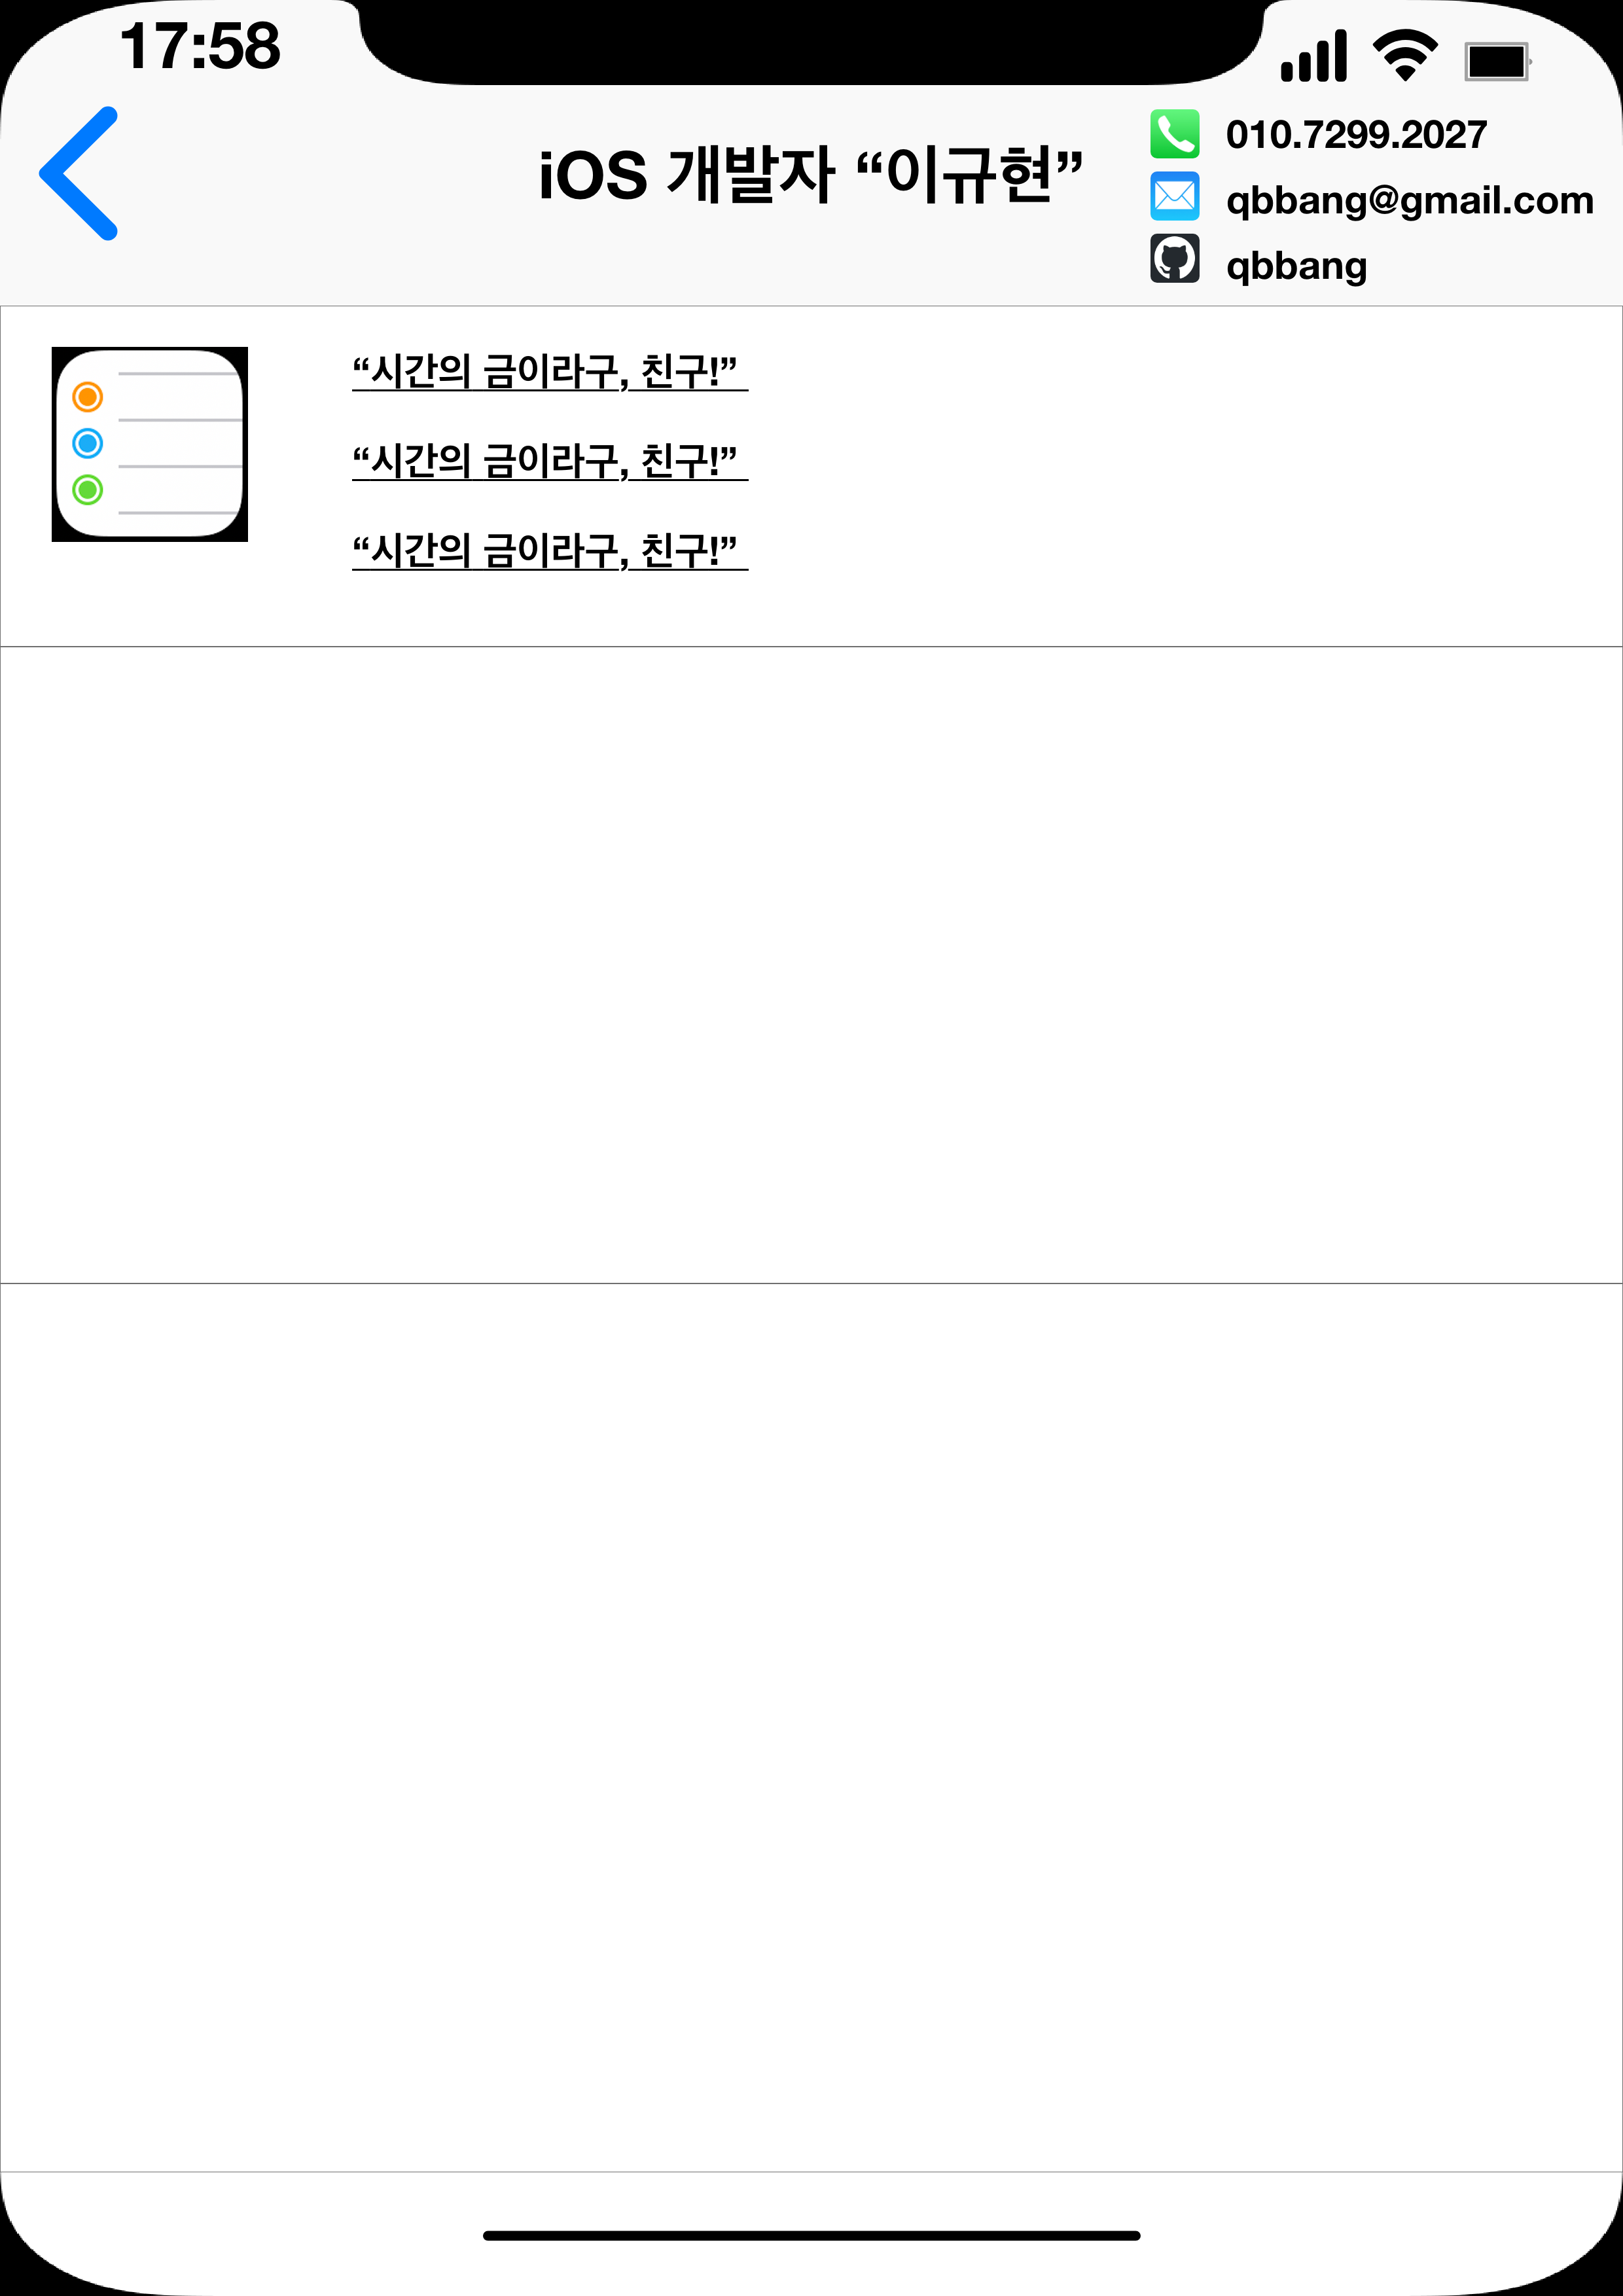 17:58
iOS 개발자 “이규현”
010.7299.2027
qbbang@gmail.com
qbbang
“시간의 금이라구, 친구!”
“시간의 금이라구, 친구!”
“시간의 금이라구, 친구!”